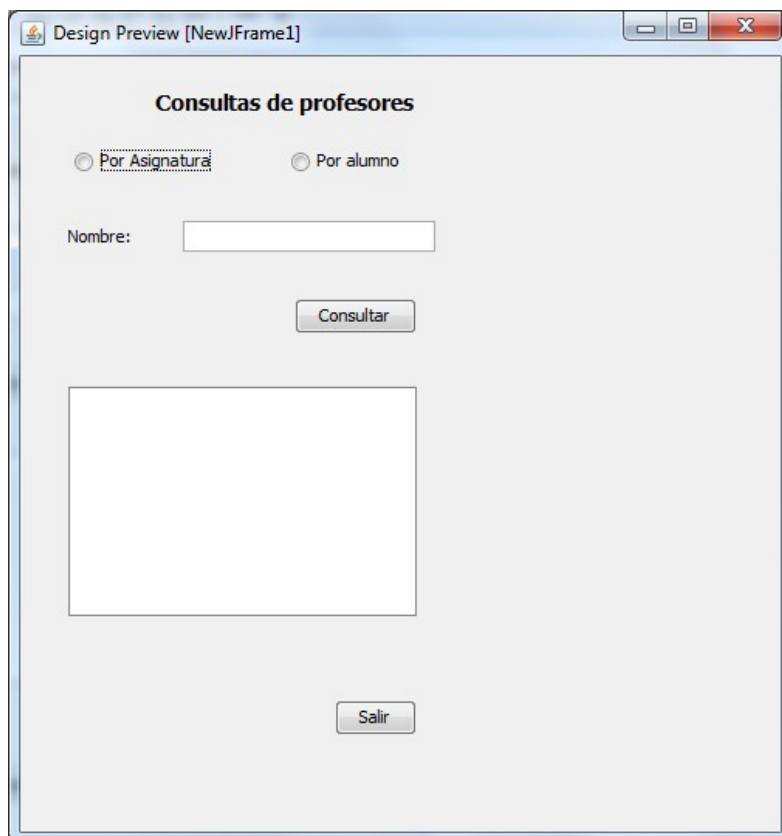 Design Preview [NewJFrame1]
Consultas de profesores
Por Asignatura Por alumno
Nombre:
Consultar
Salir